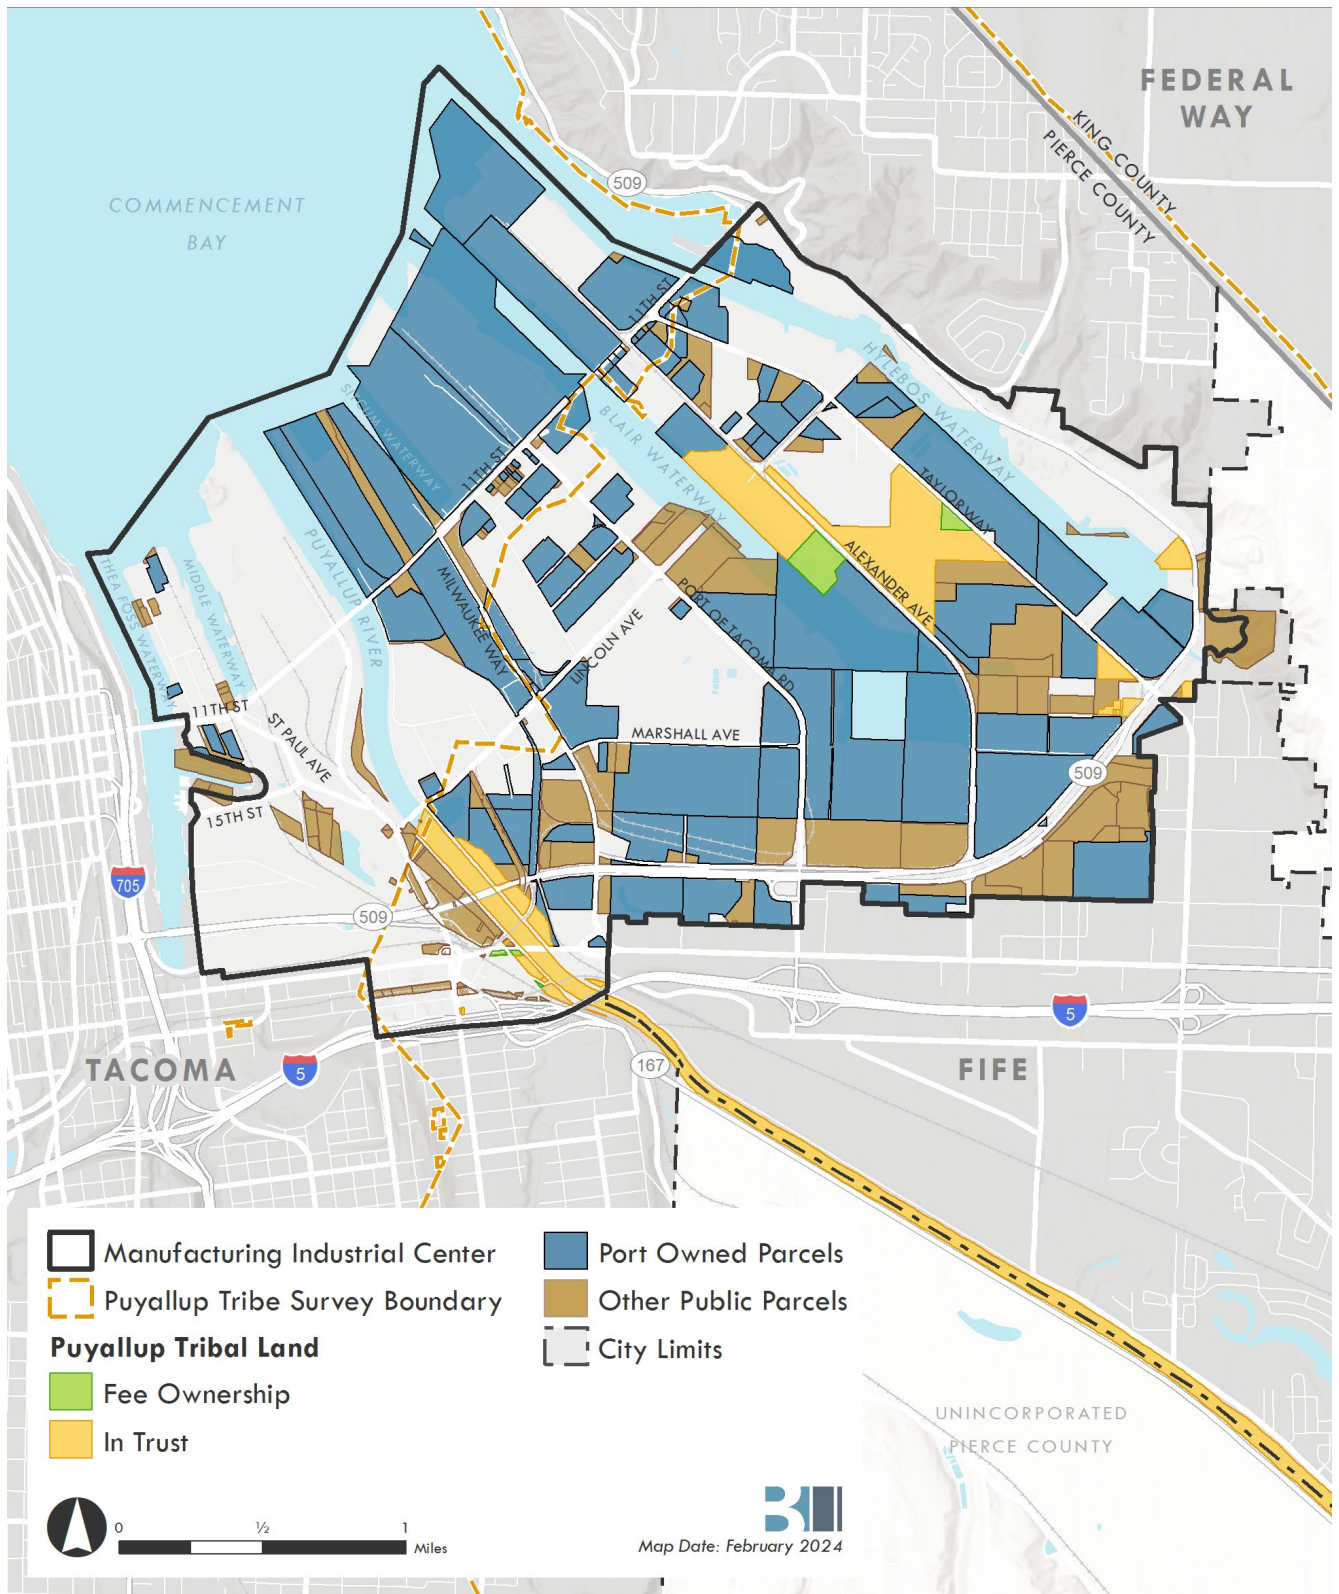 FEDERAL
WAY
KING COUNTY
PIERCE COUNTY
509
COMMENCEMENT
BAY
11TH ST
HYLEBOS WATERWAY
SITCUM WATERWAY
BLAIR WATERWAY
11TH ST
TAYLOR WAY
PUYALLUP RIVER
THEA FOSS WATERWAY
MIDDLE WATERWAY
MILWAUKEE WAY
ALEXANDER AVE
PORT OF TACOMA RD
LINCOLN AVE
11TH ST
ST PAUL AVE
MARSHALL AVE
509
15TH ST
705
509
5
TACOMA
5
167
FIFE
Manufacturing Industrial Center
Puyallup Tribe Survey Boundary
Puyallup Tribal Land
Fee Ownership
In Trust
Port Owned Parcels
Other Public Parcels
City Limits
UNINCORPORATED
PIERCE COUNTY
0 ½ 1
Miles
Map Date: February 2024